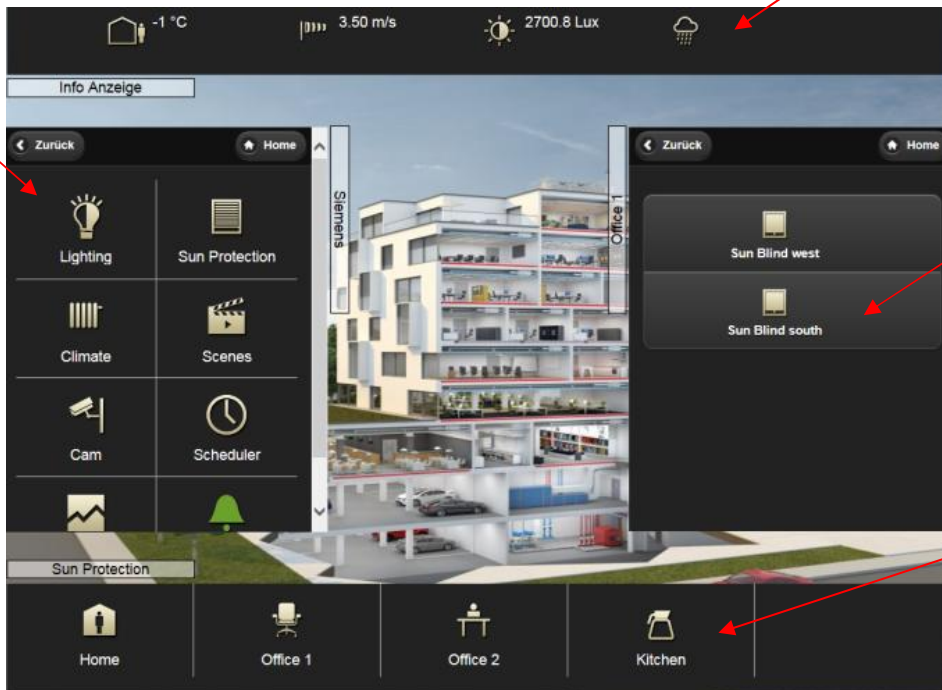 -1 °C
3.50 m/s
2700.8 Lux
Info Anzeige
Zurück
Home
Siemens
Lighting
Sun Protection
Climate
Scenes
Cam
Scheduler
Office 1
Zurück
Home
Sun Blind west
Sun Blind south
Sun Protection
Home
Office 1
Office 2
Kitchen